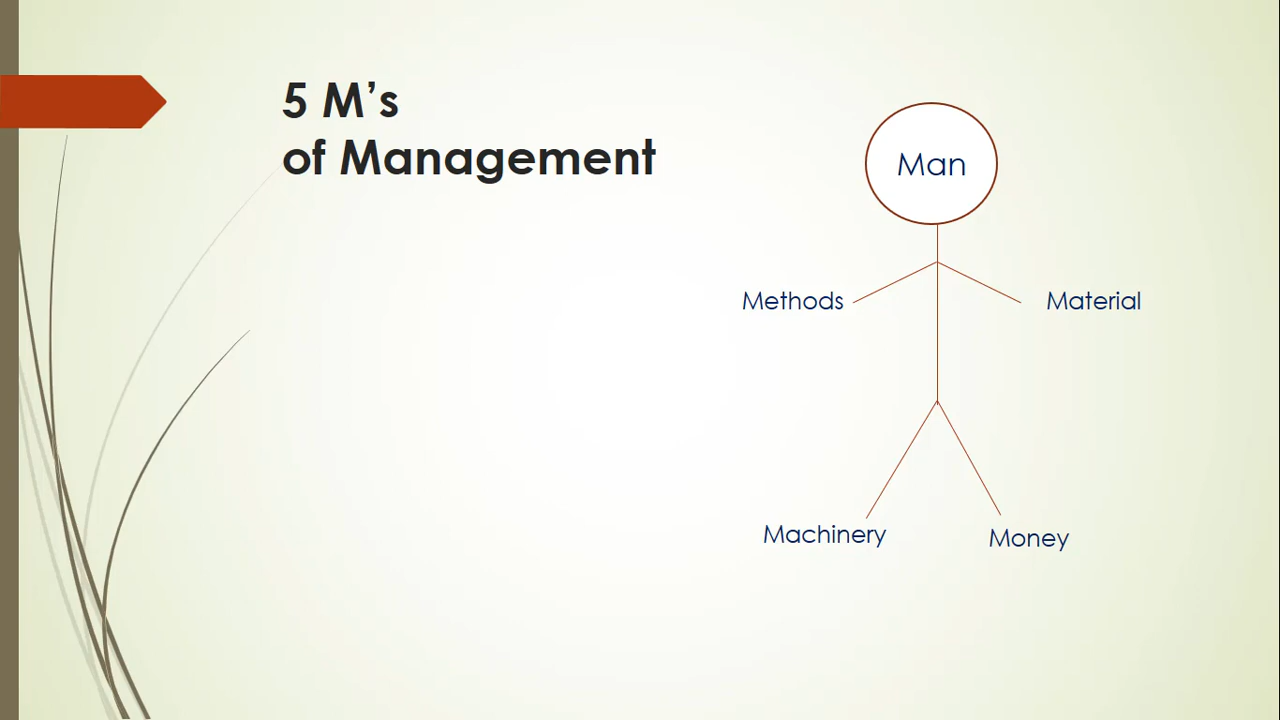 5 M’s
of Management
Man
Methods
Material
Machinery
Money